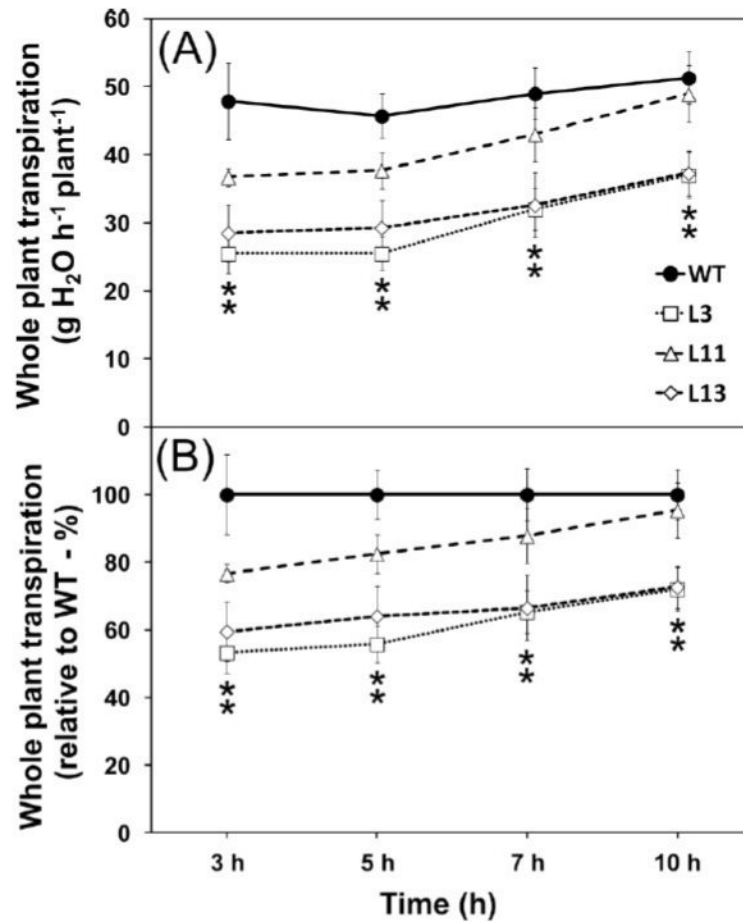 (A)
Whole plant transpiration
(g H₂O h⁻¹ plant⁻¹)
60
50
40
30
20
10
0
* * * *
* * * *
WT
L3
L11
L13
(B)
Whole plant transpiration
(relative to WT - %)
100
80
60
40
20
0
* * * *
* * * *
3 h 5 h 7 h 10 h
Time (h)